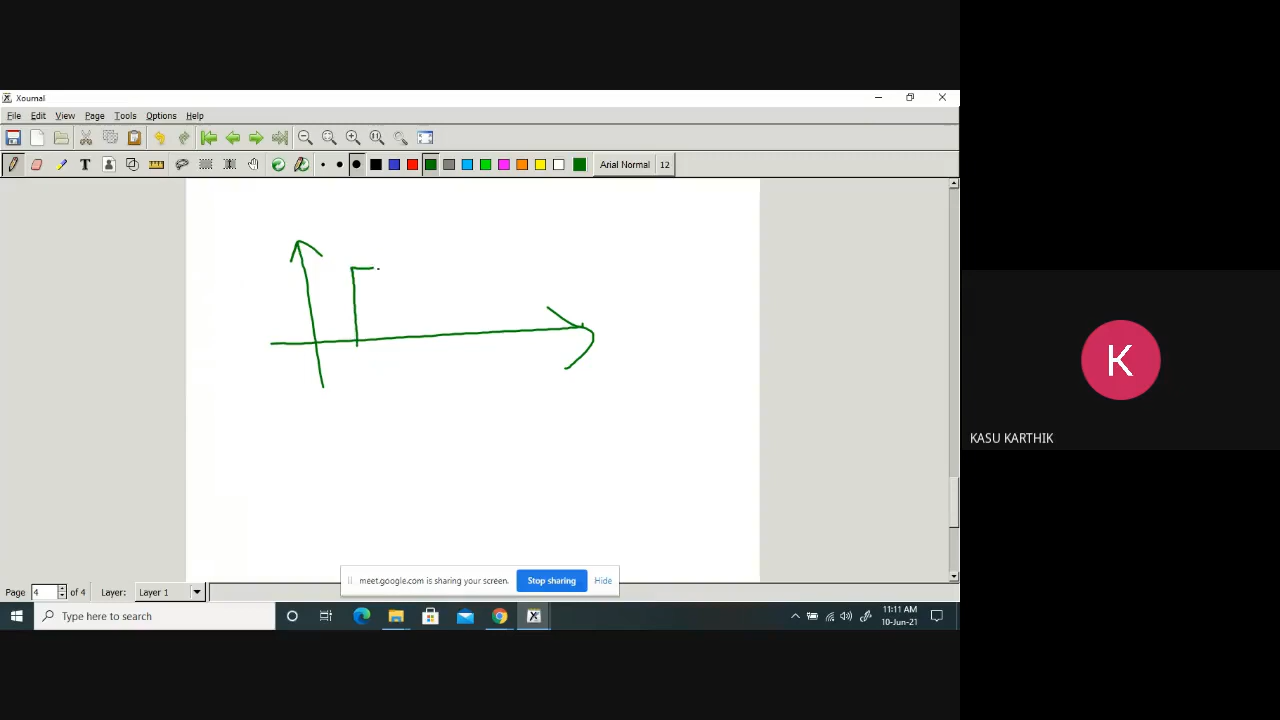 Xournal
File Edit View Page Tools Options Help
T Arial Normal 12
K
KASU KARTHIK
meet.google.com is sharing your screen. Stop sharing Hide
Page 4 of 4 Layer: Layer 1
Type here to search
11:11 AM
10-Jun-21